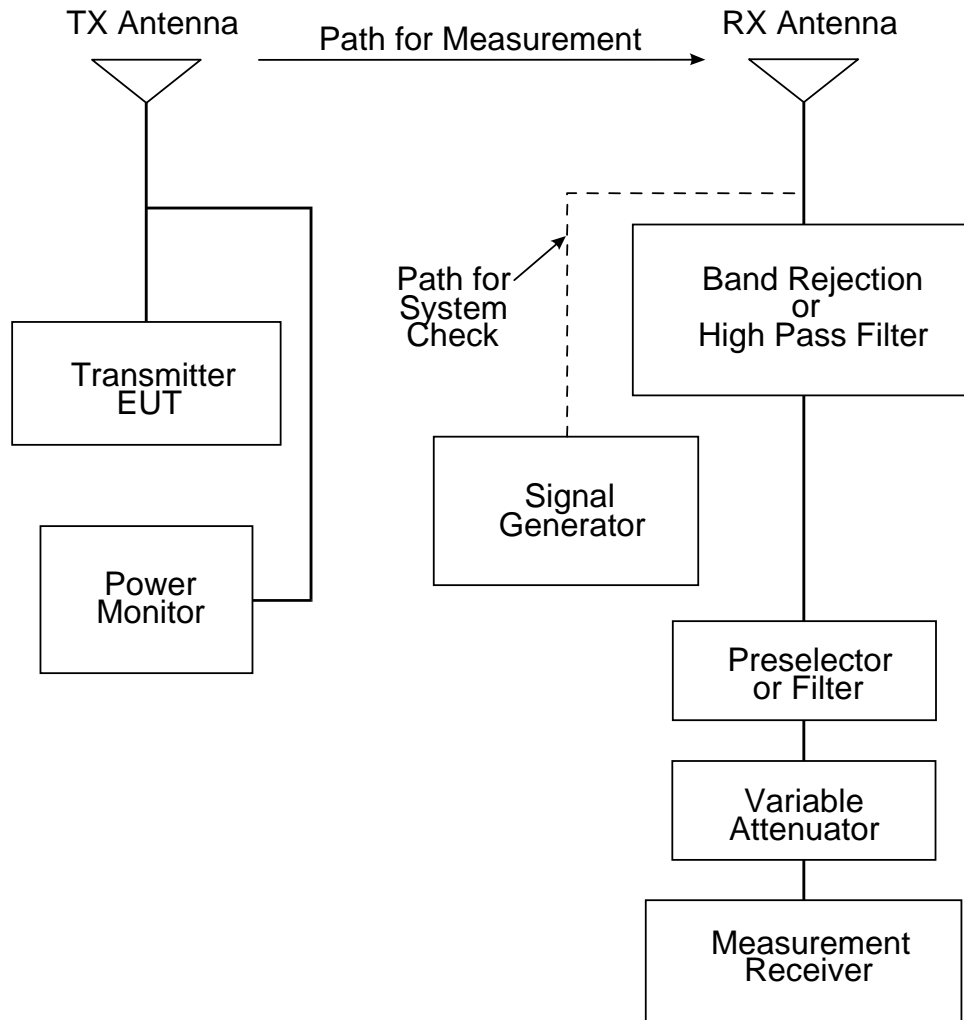 TX Antenna
Path for Measurement
RX Antenna
Path for
System
Check
Band Rejection
or
High Pass Filter
Transmitter
EUT
Signal
Generator
Power
Monitor
Preselector
or Filter
Variable
Attenuator
Measurement
Receiver